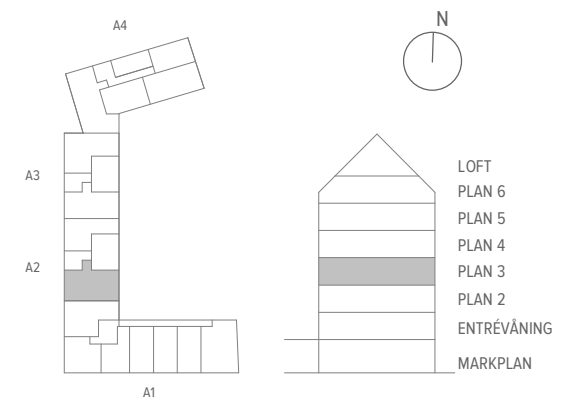 A4
N
A3
A2
A1
LOFT
PLAN 6
PLAN 5
PLAN 4
PLAN 3
PLAN 2
ENTRÉVÅNING
MARKPLAN